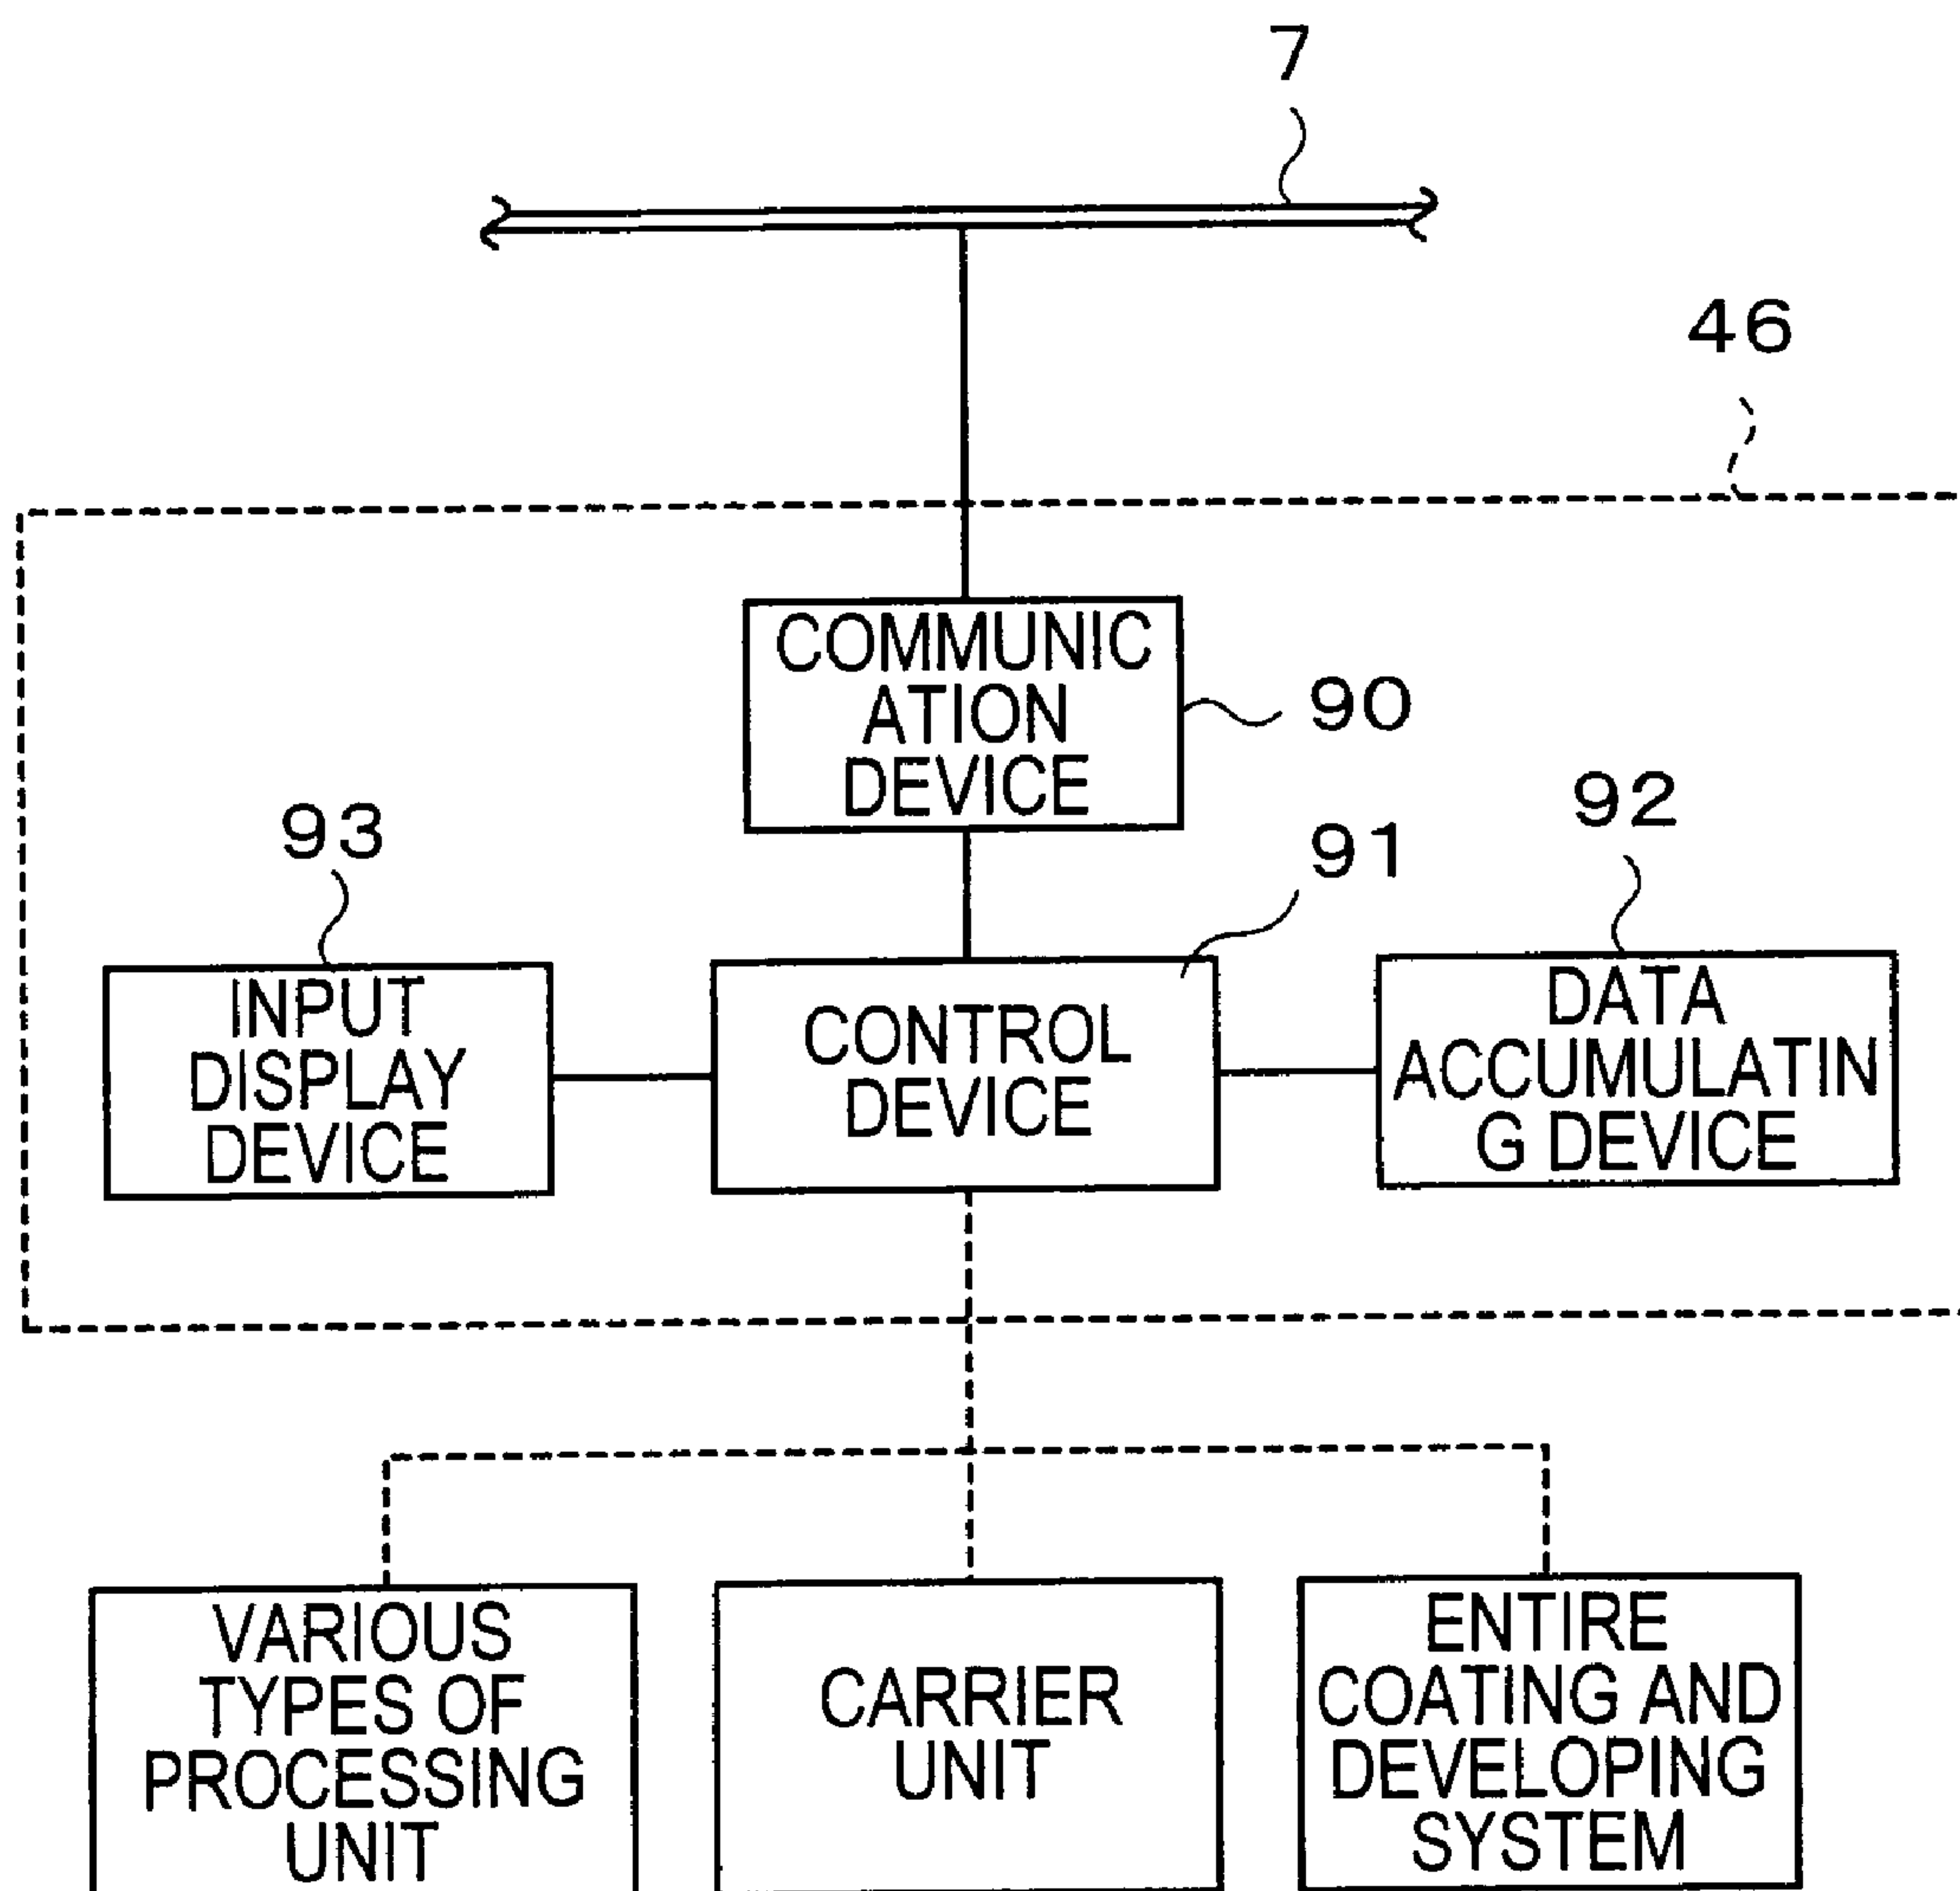 7
46
COMMUNIC
ATION
DEVICE
90
93
91
92
INPUT
DISPLAY
DEVICE
CONTROL
DEVICE
DATA
ACCUMULATIN
G DEVICE
VARIOUS
TYPES OF
PROCESSING
UNIT
CARRIER
UNIT
ENTIRE
COATING AND
DEVELOPING
SYSTEM